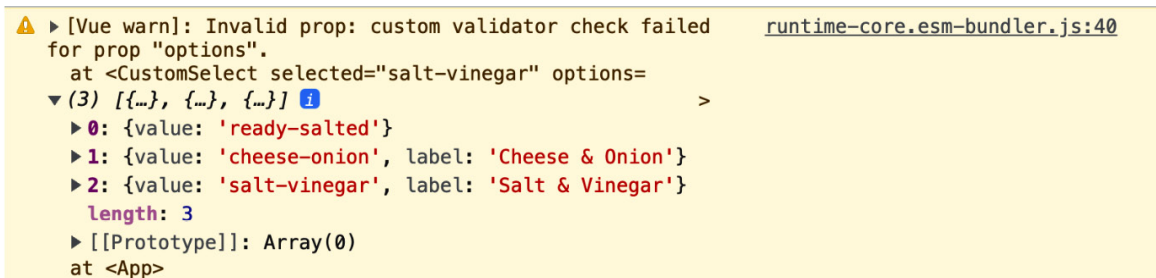 [Vue warn]: Invalid prop: custom validator check failed runtime-core.esm-bundler.js:40
for prop "options".
at <CustomSelect selected="salt-vinegar" options=
(3) [{…}, {…}, {…}] i >
0: {value: 'ready-salted'}
1: {value: 'cheese-onion', label: 'Cheese & Onion'}
2: {value: 'salt-vinegar', label: 'Salt & Vinegar'}
length: 3
[[Prototype]]: Array(0)
at <App>